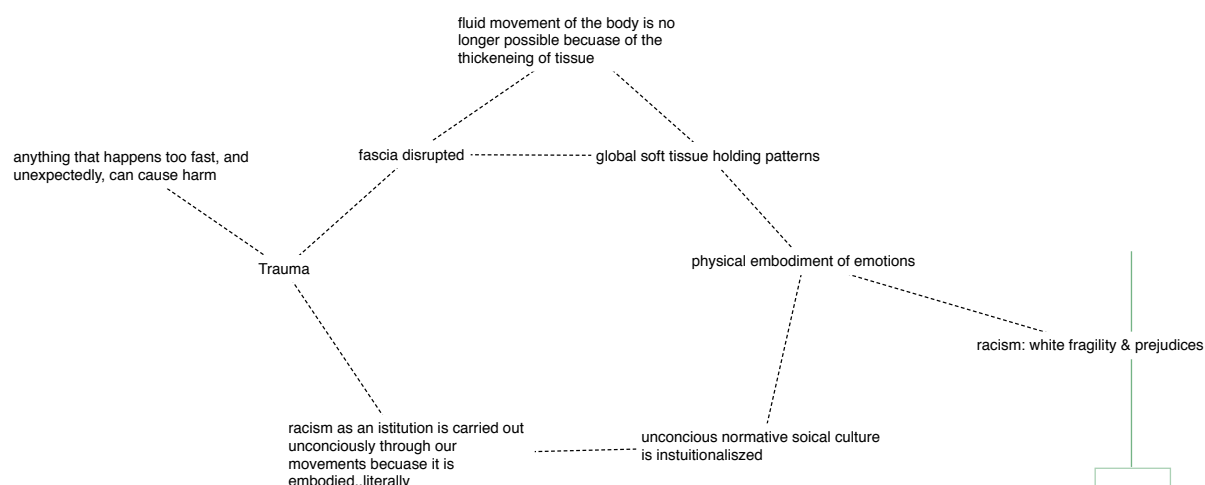 fluid movement of the body is no
longer possible becuase of the
thickeneing of tissue
anything that happens too fast, and
unexpectedly, can cause harm
fascia disrupted
global soft tissue holding patterns
Trauma
physical embodiment of emotions
racism: white fragility & prejudices
racism as an istitution is carried out
unconciously through our
movements becuase it is
embodied..literally
unconcious normative soical culture
is instuitionaliszed